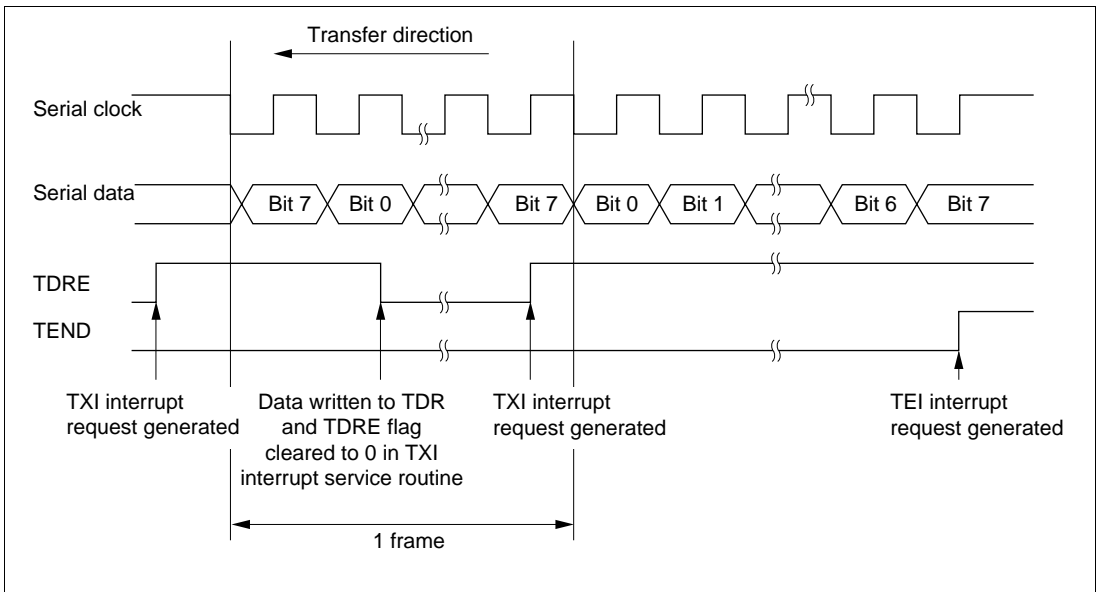 Transfer direction
Serial clock
Serial data
Bit 7 Bit 0 Bit 7 Bit 0 Bit 1 Bit 6 Bit 7
TDRE
TEND
TXI interrupt
request generated
Data written to TDR
and TDRE flag
cleared to 0 in TXI
interrupt service routine
TXI interrupt
request generated
TEI interrupt
request generated
1 frame